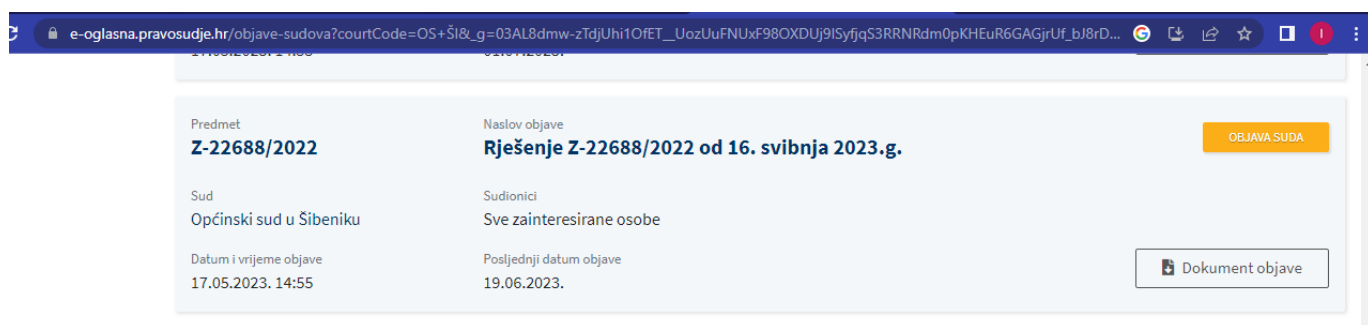 e-oglasna.pravosudje.hr/objave-sudova?courtCode=OS+ŠI&_g=03AL8dmw-zTdjUhi1OfET__UozUuFNUxF98OXDUj9ISyfjqS3RRNRdm0pKHEuR6GAGjrUf_bJ8rD...
Predmet
Z-22688/2022
Naslov objave
Rješenje Z-22688/2022 od 16. svibnja 2023.g.
OBJAVA SUDA
Sud
Općinski sud u Šibeniku
Sudionici
Sve zainteresirane osobe
Datum i vrijeme objave
17.05.2023. 14:55
Posljednji datum objave
19.06.2023.
Dokument objave